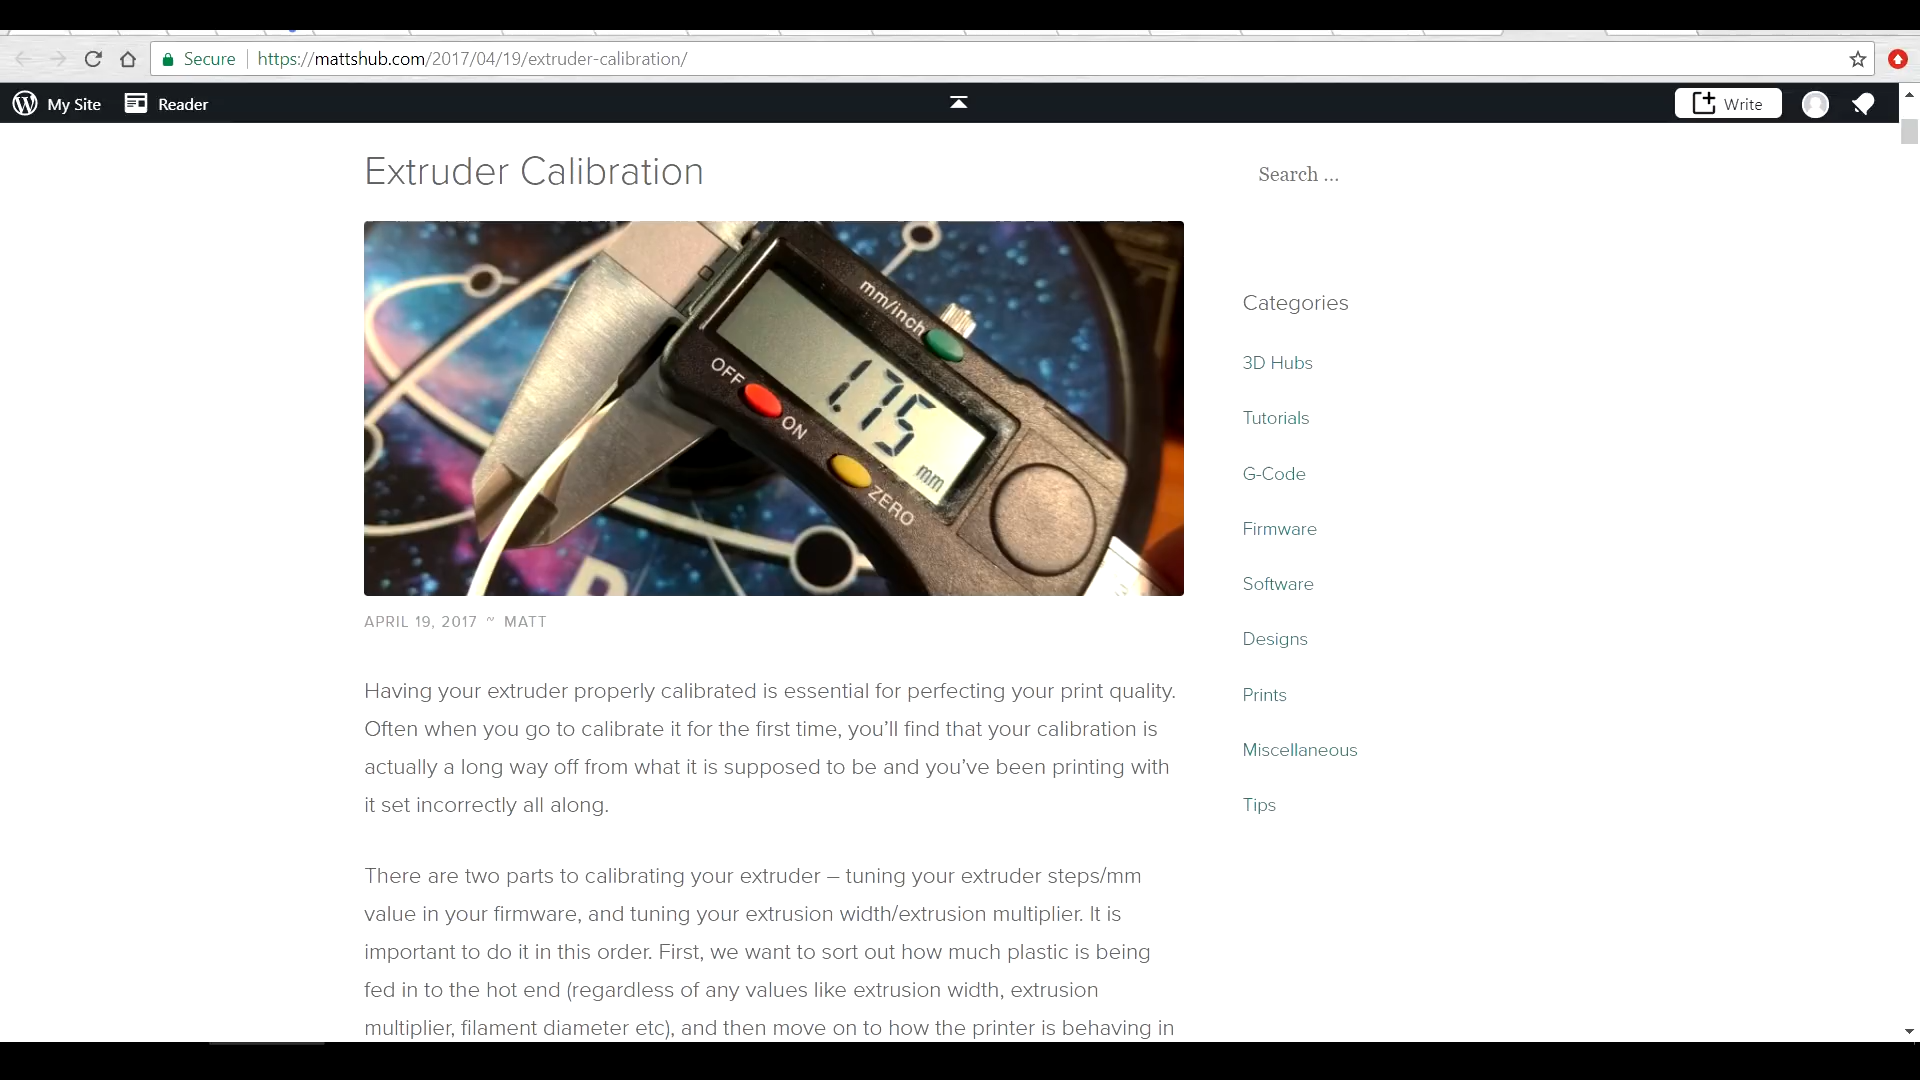 Secure https://mattshub.com/2017/04/19/extruder-calibration/
My Site Reader Write
Extruder Calibration
Search ...
mm/inch
OFF
ON
1.75
mm
ZERO
APRIL 19, 2017 ~ MATT
Having your extruder properly calibrated is essential for perfecting your print quality.
Often when you go to calibrate it for the first time, you’ll find that your calibration is
actually a long way off from what it is supposed to be and you’ve been printing with
it set incorrectly all along.
There are two parts to calibrating your extruder – tuning your extruder steps/mm
value in your firmware, and tuning your extrusion width/extrusion multiplier. It is
important to do it in this order. First, we want to sort out how much plastic is being
fed in to the hot end (regardless of any values like extrusion width, extrusion
multiplier, filament diameter etc), and then move on to how the printer is behaving in
Categories
3D Hubs
Tutorials
G-Code
Firmware
Software
Designs
Prints
Miscellaneous
Tips